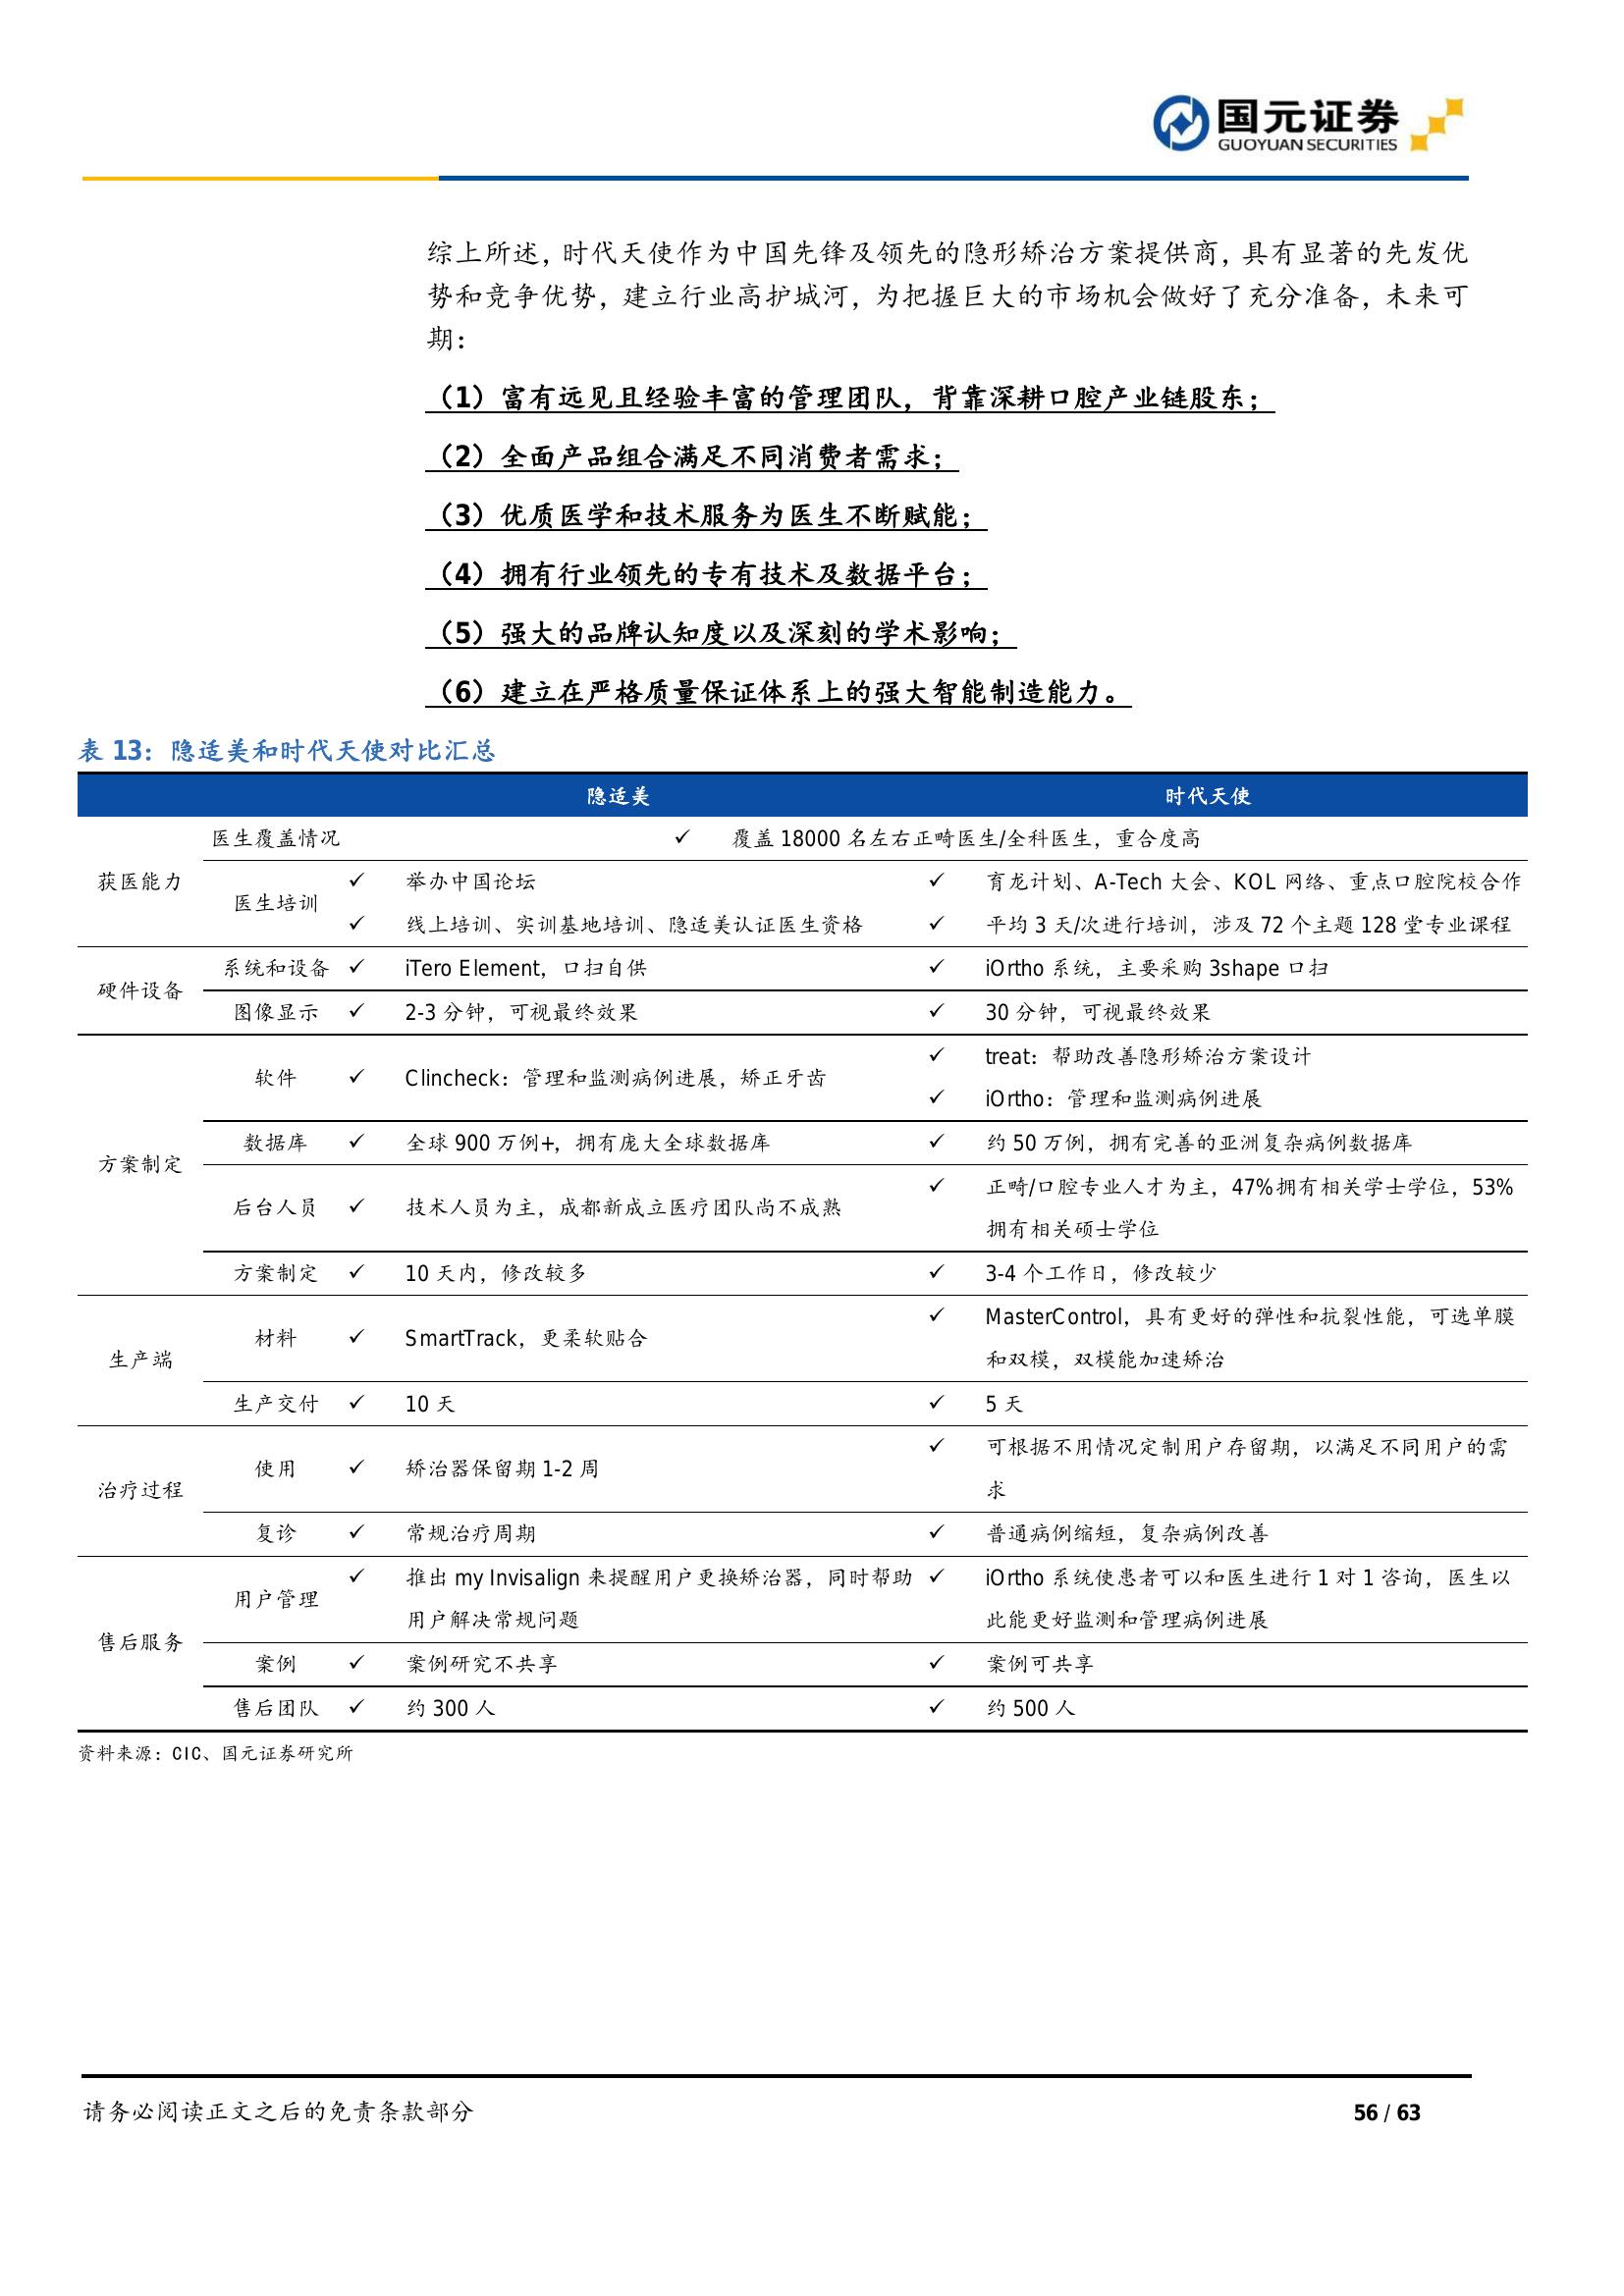 国元证券
GUOYUAN SECURITIES
综上所述，时代天使作为中国先锋及领先的隐形矫治方案提供商，具有显著的先发优
势和竞争优势，建立行业高护城河，为把握巨大的市场机会做好了充分准备，未来可
期：
（1）富有远见且经验丰富的管理团队，背靠深耕口腔产业链股东；
（2）全面产品组合满足不同消费者需求；
（3）优质医学和技术服务为医生不断赋能；
（4）拥有行业领先的专有技术及数据平台；
（5）强大的品牌认知度以及深刻的学术影响；
（6）建立在严格质量保证体系上的强大智能制造能力。
表 13：隐适美和时代天使对比汇总
隐适美 时代天使
获医能力 医生覆盖情况 ✓ 覆盖 18000 名左右正畸医生/全科医生，重合度高
医生培训 ✓ 举办中国论坛 ✓ 育龙计划、A-Tech 大会、KOL 网络、重点口腔院校合作
✓ 线上培训、实训基地培训、隐适美认证医生资格 ✓ 平均 3 天/次进行培训，涉及 72 个主题 128 堂专业课程
硬件设备 系统和设备 ✓ iTero Element，口扫自供 ✓ iOrtho 系统，主要采购 3shape 口扫
图像显示 ✓ 2-3 分钟，可视最终效果 ✓ 30 分钟，可视最终效果
方案制定 软件 ✓ Clincheck：管理和监测病例进展，矫正牙齿 ✓ treat：帮助改善隐形矫治方案设计
✓ iOrtho：管理和监测病例进展
数据库 ✓ 全球 900 万例+，拥有庞大全球数据库 ✓ 约 50 万例，拥有完善的亚洲复杂病例数据库
后台人员 ✓ 技术人员为主，成都新成立医疗团队尚不成熟 ✓ 正畸/口腔专业人才为主，47%拥有相关学士学位，53%
拥有相关硕士学位
方案制定 ✓ 10 天内，修改较多 ✓ 3-4 个工作日，修改较少
生产端 材料 ✓ SmartTrack，更柔软贴合 ✓ MasterControl，具有更好的弹性和抗裂性能，可选单膜
和双模，双模能加速矫治
生产交付 ✓ 10 天 ✓ 5 天
治疗过程 使用 ✓ 矫治器保留期 1-2 周 ✓ 可根据不用情况定制用户存留期，以满足不同用户的需
求
复诊 ✓ 常规治疗周期 ✓ 普通病例缩短，复杂病例改善
售后服务 用户管理 ✓ 推出 my Invisalign 来提醒用户更换矫治器，同时帮助 ✓ iOrtho 系统使患者可以和医生进行 1 对 1 咨询，医生以
用户解决常规问题 此能更好监测和管理病例进展
案例 ✓ 案例研究不共享 ✓ 案例可共享
售后团队 ✓ 约 300 人 ✓ 约 500 人
资料来源：CIC、国元证券研究所
请务必阅读正文之后的免责条款部分 56 / 63